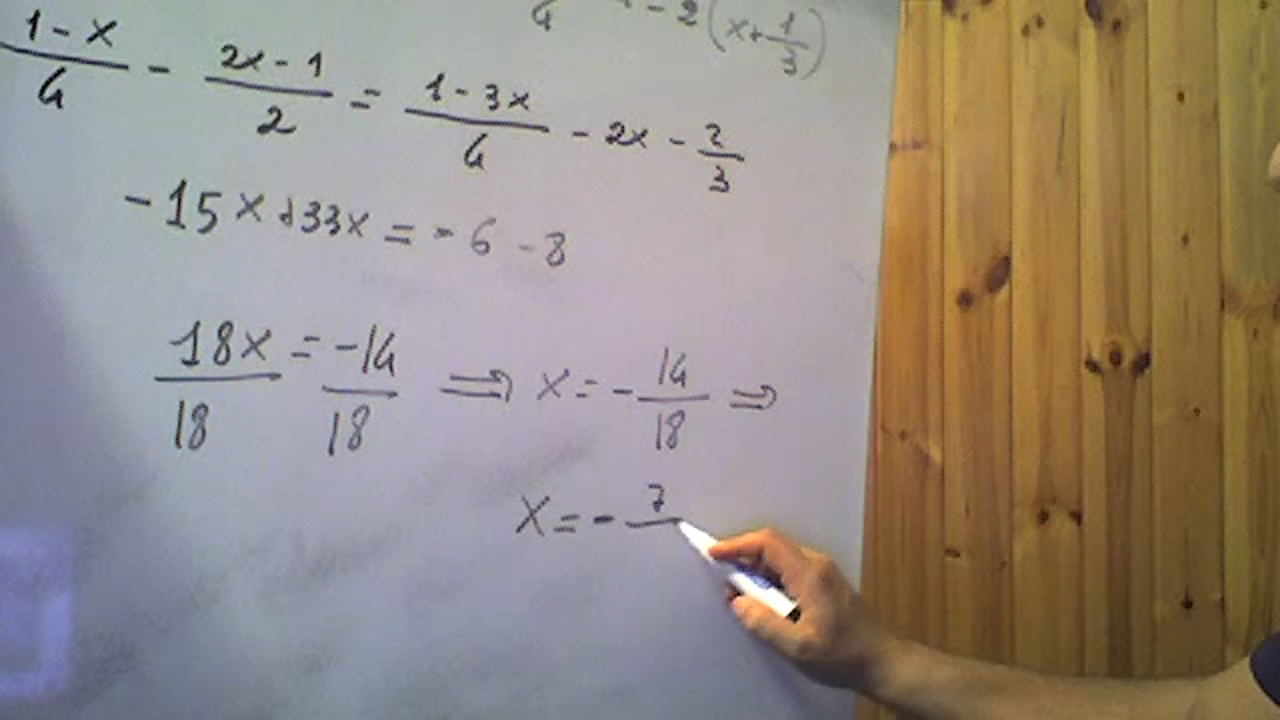 4 - 2(x+1/3)
(1-x)/4 - (2x-1)/2 = (1-3x)/4 - 2x - 2/3
-15x+33x = -6-8
18x/18 = -14/18 ⇒ x = -14/18 ⇒
x = -7/